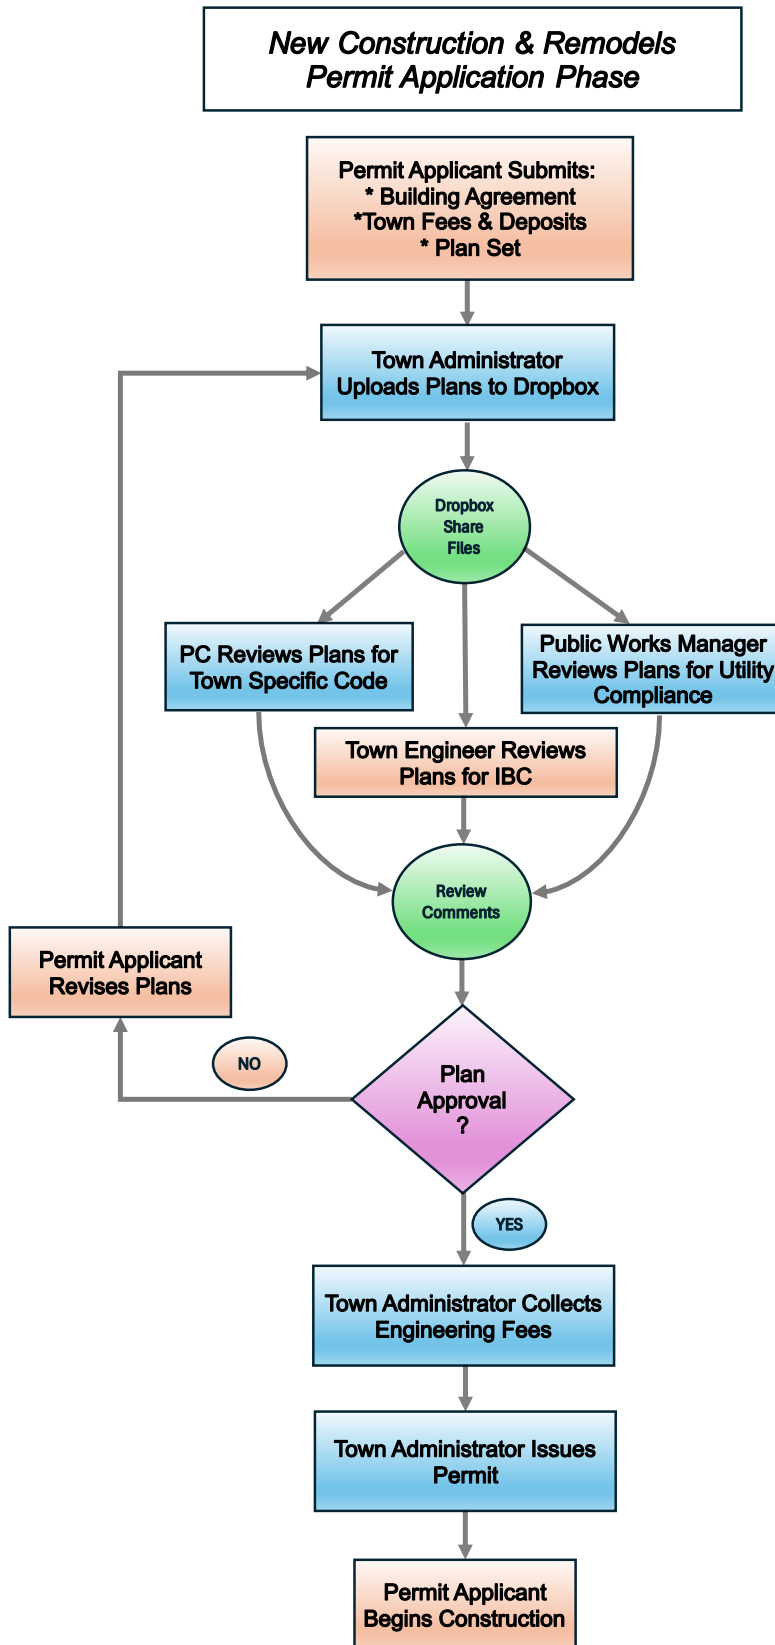 New Construction & Remodels
Permit Application Phase
Permit Applicant Submits:
* Building Agreement
*Town Fees & Deposits
* Plan Set
Town Administrator
Uploads Plans to Dropbox
Dropbox
Share
Files
PC Reviews Plans for
Town Specific Code
Public Works Manager
Reviews Plans for Utility
Compliance
Town Engineer Reviews
Plans for IBC
Review
Comments
Permit Applicant
Revises Plans
NO
Plan
Approval
?
YES
Town Administrator Collects
Engineering Fees
Town Administrator Issues
Permit
Permit Applicant
Begins Construction